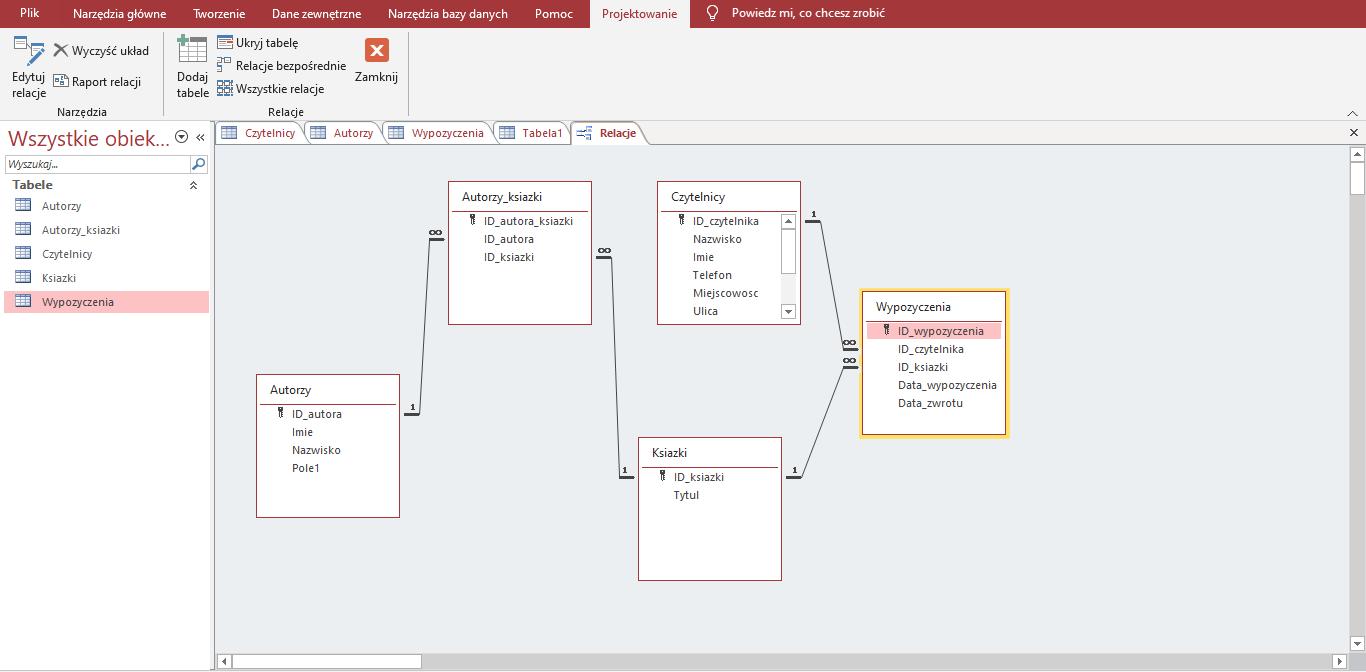 Plik Narzędzia główne Tworzenie Dane zewnętrzne Narzędzia bazy danych Pomoc Projektowanie Powiedz mi, co chcesz zrobić
Edytuj relacje
Wyczyść układ
Raport relacji
Narzędzia
Dodaj tabele
Ukryj tabelę
Relacje bezpośrednie
Wszystkie relacje
Zamknij
Relacje
Wszystkie obiek...
Wyszukaj...
Tabele
Autorzy
Autorzy_ksiazki
Czytelnicy
Ksiazki
Wypozyczenia
Czytelnicy Autorzy Wypozyczenia Tabela1 Relacje
Autorzy_ksiazki
ID_autora_ksiazki
ID_autora
ID_ksiazki
Czytelnicy
ID_czytelnika
Nazwisko
Imie
Telefon
Miejscowosc
Ulica
1
∞
∞
Wypozyczenia
ID_wypozyczenia
ID_czytelnika
ID_ksiazki
Data_wypozyczenia
Data_zwrotu
∞
∞
Autorzy
ID_autora
Imie
Nazwisko
Pole1
1
Ksiazki
ID_ksiazki
Tytul
1
1